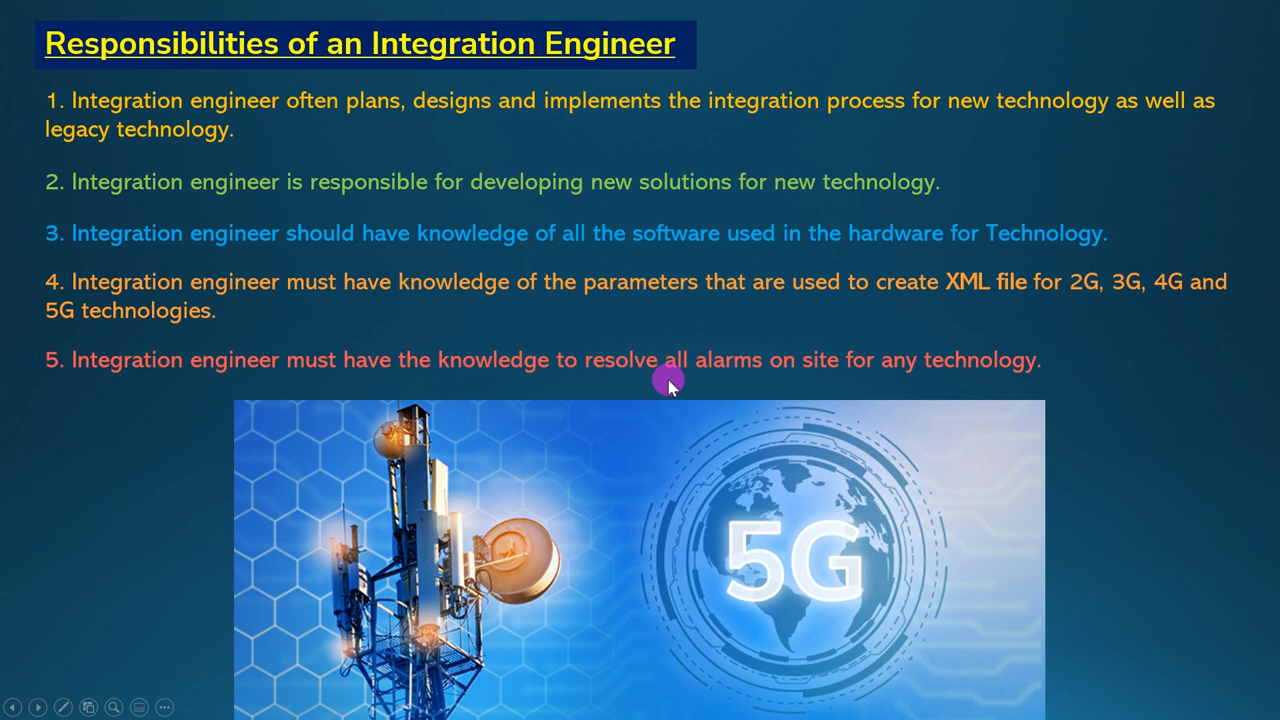 Responsibilities of an Integration Engineer
1. Integration engineer often plans, designs and implements the integration process for new technology as well as
legacy technology.
2. Integration engineer is responsible for developing new solutions for new technology.
3. Integration engineer should have knowledge of all the software used in the hardware for Technology.
4. Integration engineer must have knowledge of the parameters that are used to create XML file for 2G, 3G, 4G and
5G technologies.
5. Integration engineer must have the knowledge to resolve all alarms on site for any technology.
5G